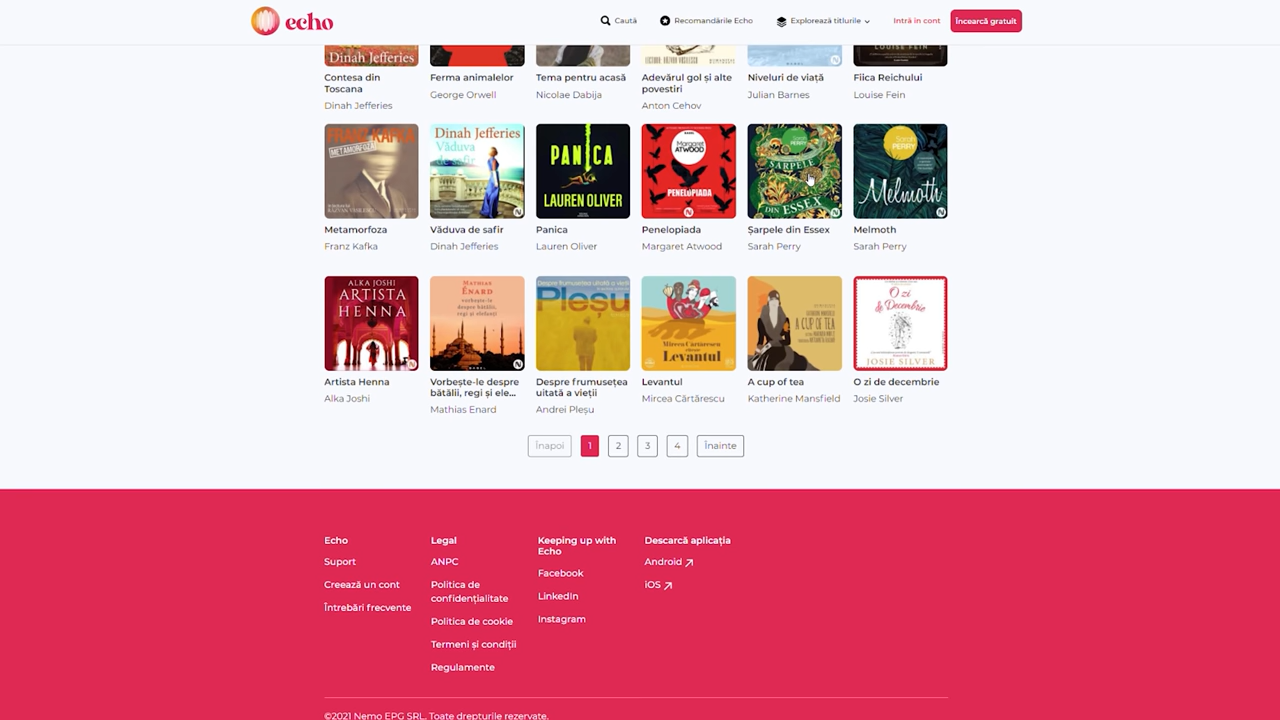 echo
Caută
Recomandările Echo
Explorează titlurile
Intră în cont
Încearcă gratuit
Dinah Jefferies
LOUISE FEIN
Contesa din
Toscana
Dinah Jefferies
Ferma animalelor
George Orwell
Tema pentru acasă
Nicolae Dabija
Adevărul gol și alte
povestiri
Anton Cehov
Niveluri de viață
Julian Barnes
Fiica Reichului
Louise Fein
FRANZ KAFKA
METAMORFOZA
Dinah Jefferies
Văduva
de safir
PANICA
LAUREN OLIVER
Margaret
ATWOOD
PENELOPIADA
Sarah
PERRY
ȘARPELE
DIN ESSEX
Sarah
PERRY
Melmoth
Metamorfoza
Franz Kafka
Văduva de safir
Dinah Jefferies
Panica
Lauren Oliver
Penelopiada
Margaret Atwood
Șarpele din Essex
Sarah Perry
Melmoth
Sarah Perry
ALKA JOSHI
ARTISTA
HENNA
MATHIAS
ÉNARD
vorbește-le
despre bătălii,
regi și elefanți
Despre frumusețea uitată a vieții
Pleșu
Mircea Cărtărescu
Levantul
A CUP OF TEA
O zi
de Decembrie
JOSIE SILVER
Artista Henna
Alka Joshi
Vorbește-le despre
bătălii, regi și ele...
Mathias Enard
Despre frumusețea
uitată a vieții
Andrei Pleșu
Levantul
Mircea Cărtărescu
A cup of tea
Katherine Mansfield
O zi de decembrie
Josie Silver
Înapoi
1
2
3
4
Înainte
Echo
Suport
Creează un cont
Întrebări frecvente
Legal
ANPC
Politica de
confidențialitate
Politica de cookie
Termeni și condiții
Regulamente
Keeping up with
Echo
Facebook
LinkedIn
Instagram
Descarcă aplicația
Android
iOS
©2021 Nemo EPG SRL. Toate drepturile rezervate.